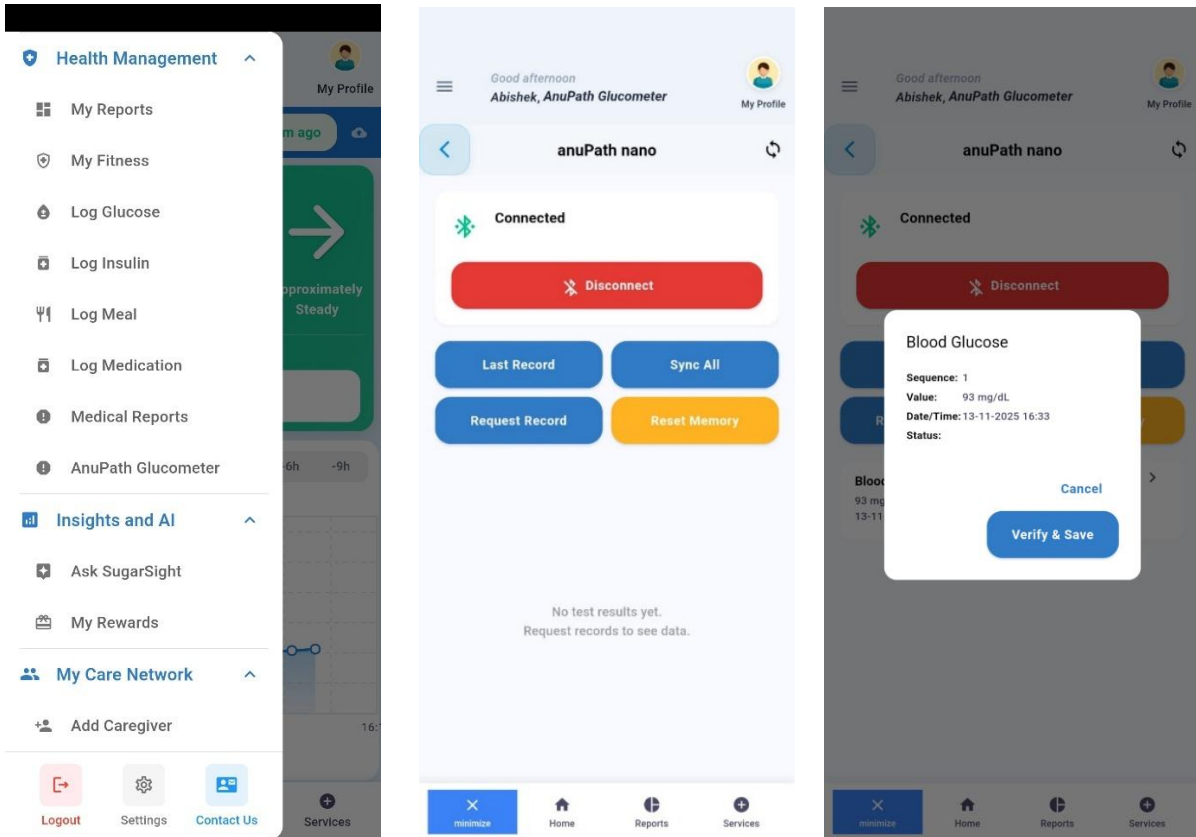 Health Management
My Reports
My Fitness
Log Glucose
Log Insulin
Log Meal
Log Medication
Medical Reports
AnuPath Glucometer
Insights and AI
Ask SugarSight
My Rewards
My Care Network
Add Caregiver
Logout
Settings
Contact Us
My Profile
m ago
pproximately
Steady
-6h -9h
16:
Services
Good afternoon
Abishek, AnuPath Glucometer
My Profile
anuPath nano
Connected
Disconnect
Last Record
Sync All
Request Record
Reset Memory
No test results yet.
Request records to see data.
minimize
Home
Reports
Services
Good afternoon
Abishek, AnuPath Glucometer
My Profile
anuPath nano
Connected
Disconnect
Blood Glucose
Sequence: 1
Value: 93 mg/dL
Date/Time: 13-11-2025 16:33
Status:
Cancel
Verify & Save
R
y
Bloo
93 mg
13-11
minimize
Home
Reports
Services